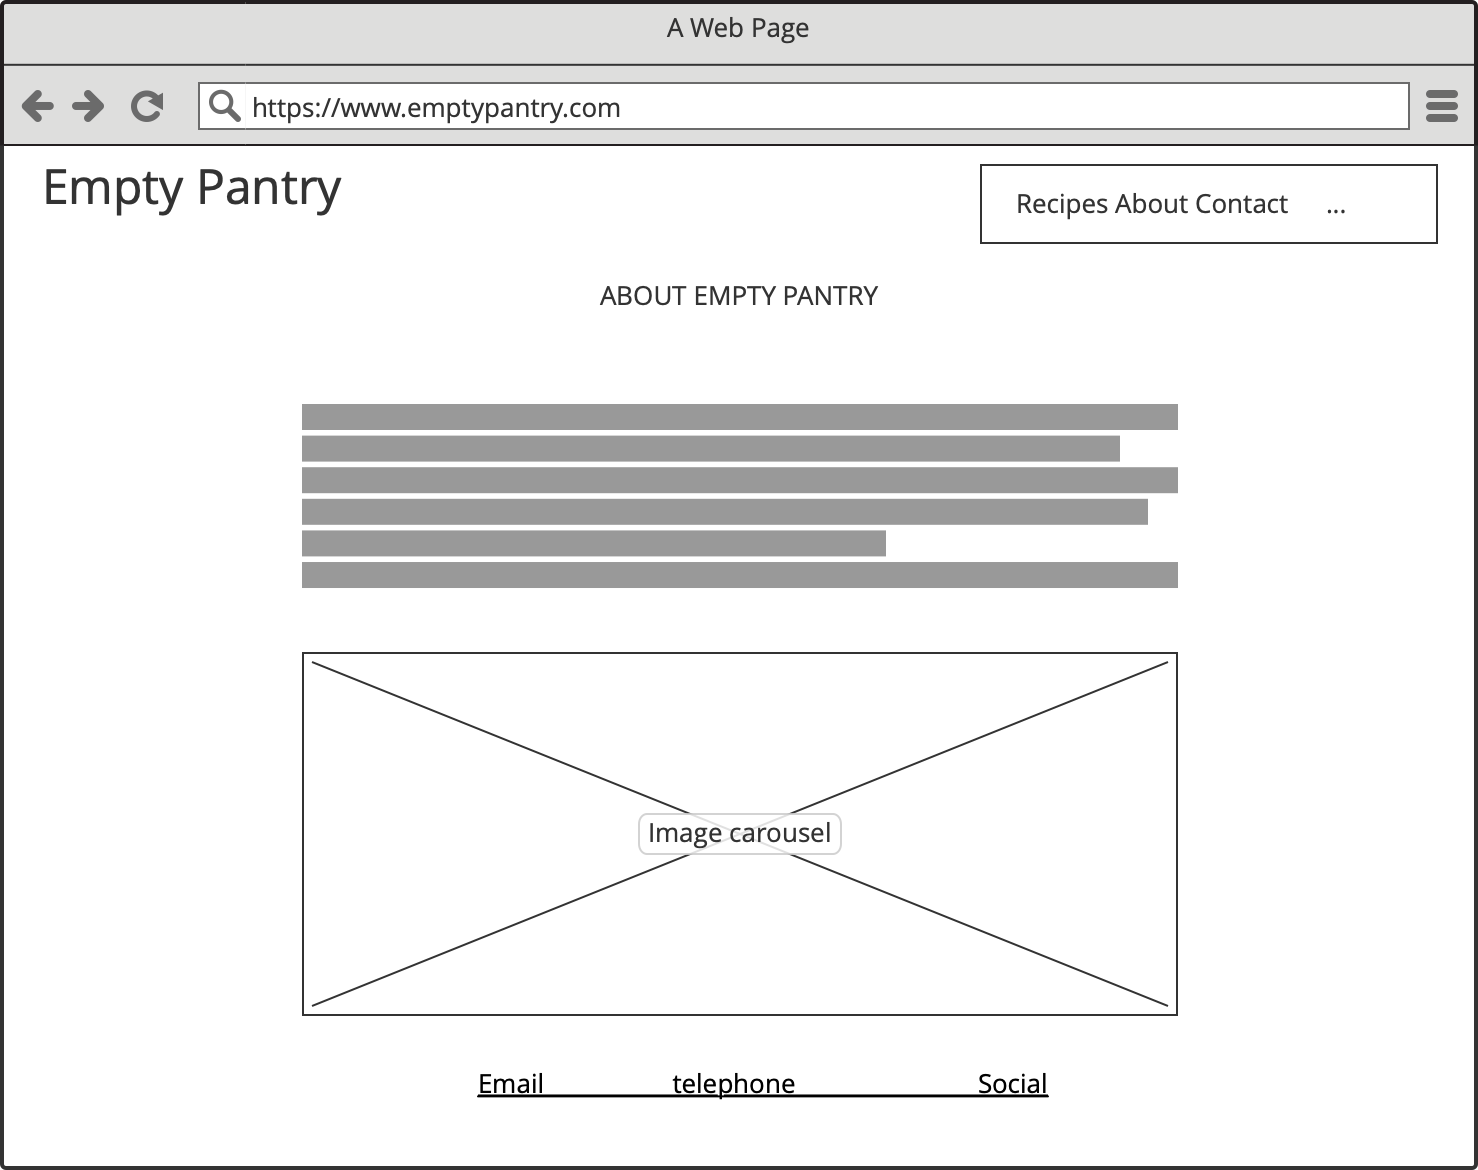 A Web Page
https://www.emptypantry.com
Empty Pantry
Recipes About Contact ...
ABOUT EMPTY PANTRY
Image carousel
Email telephone Social